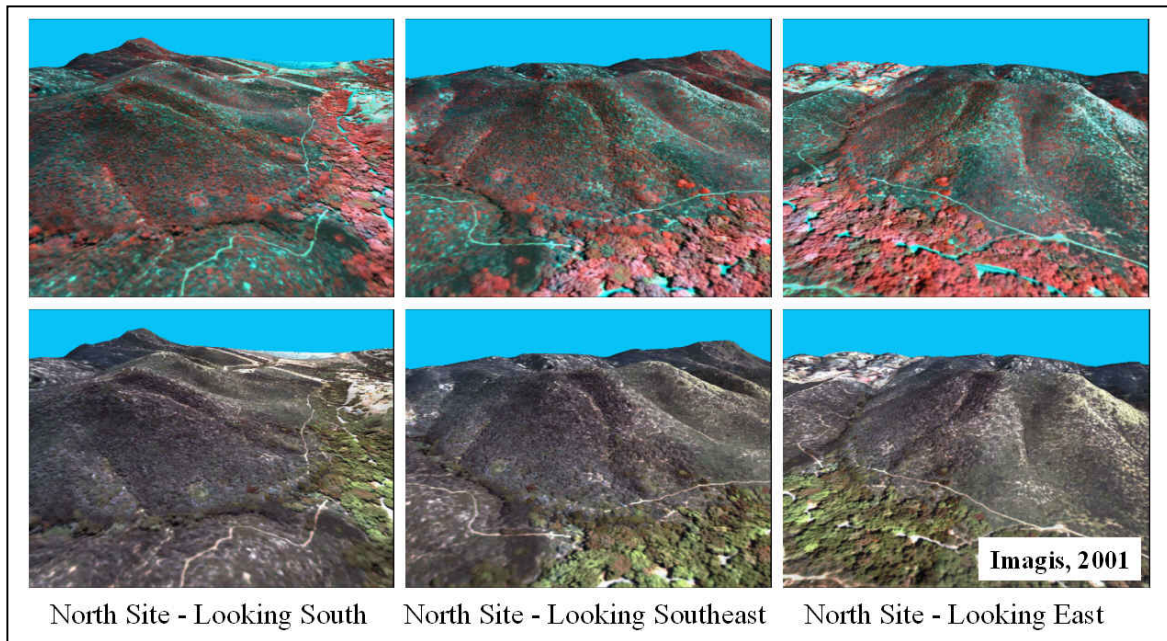 Imagis, 2001
North Site - Looking South
North Site - Looking Southeast
North Site - Looking East